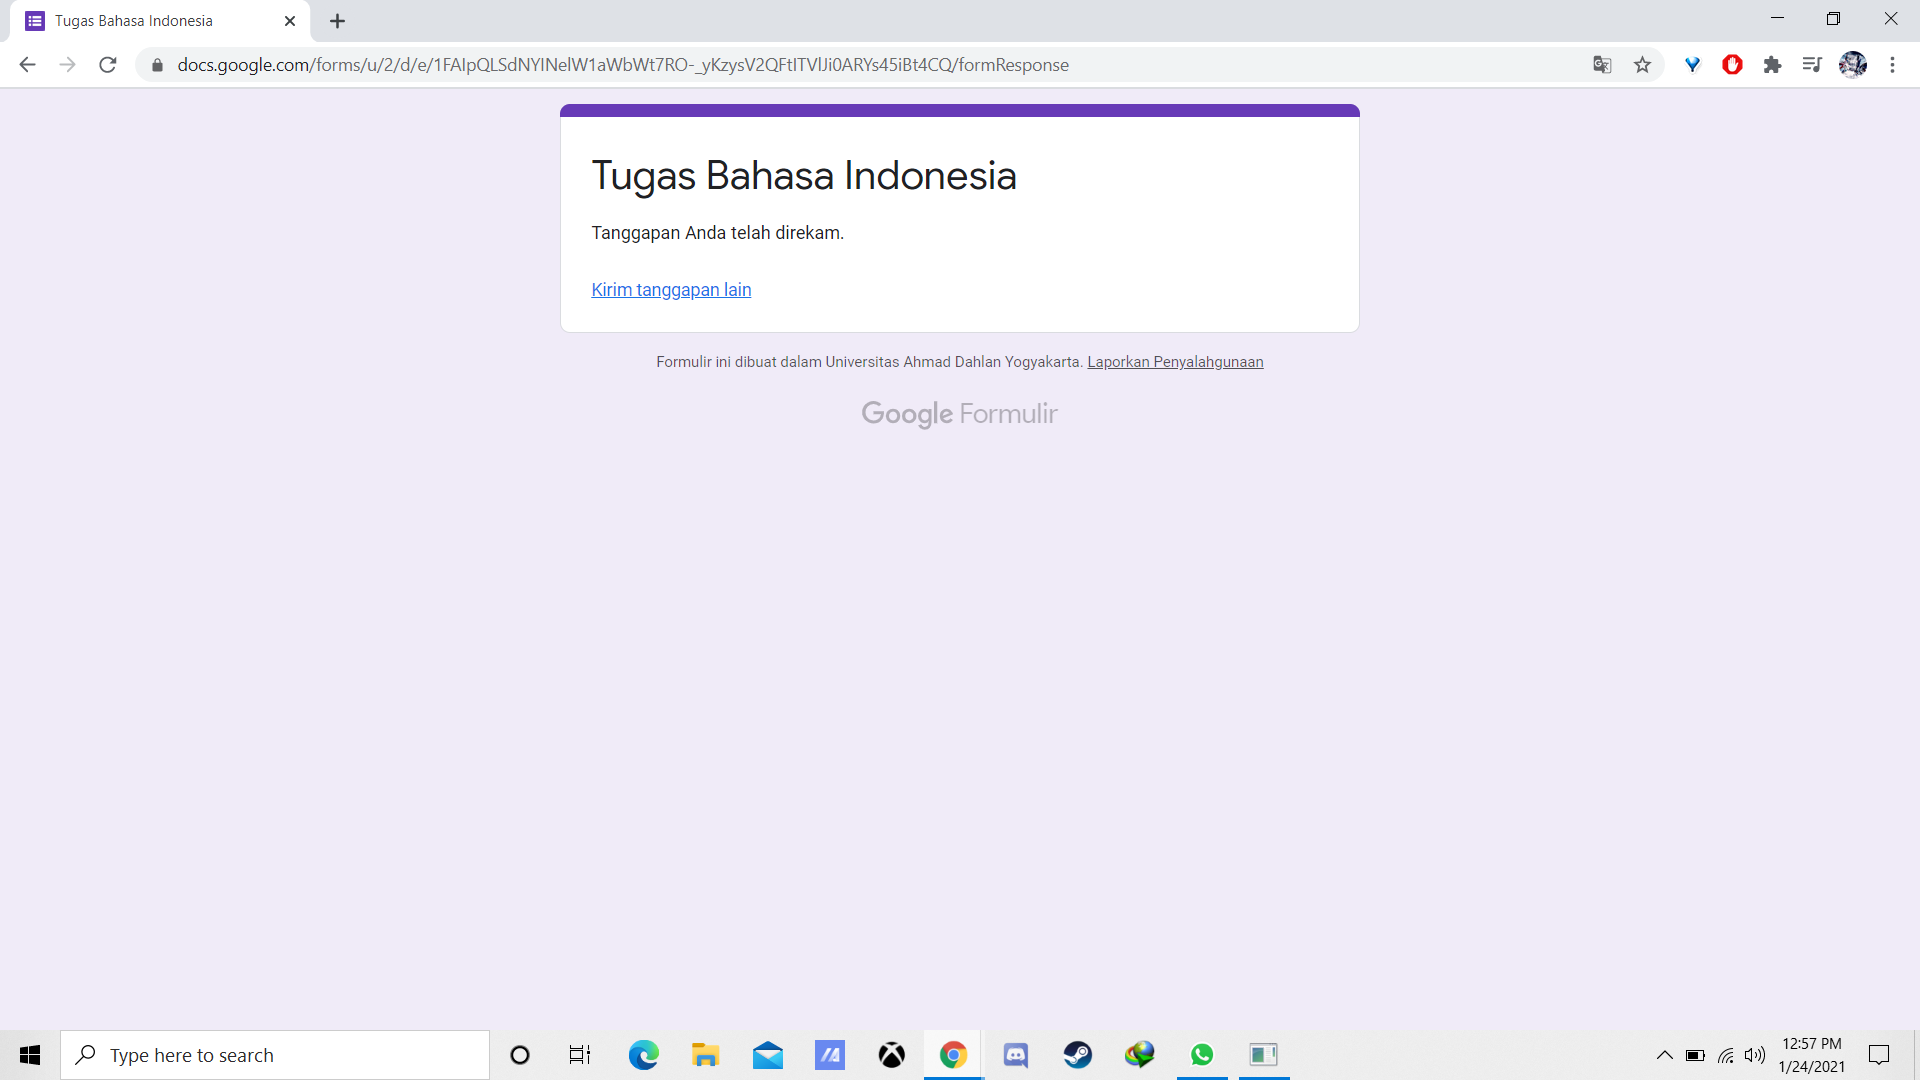 Tugas Bahasa Indonesia
docs.google.com/forms/u/2/d/e/1FAIpQLSdNYINelW1aWbWt7RO-_yKzysV2QFtITVlJi0ARYs45iBt4CQ/formResponse
Tugas Bahasa Indonesia
Tanggapan Anda telah direkam.
Kirim tanggapan lain
Formulir ini dibuat dalam Universitas Ahmad Dahlan Yogyakarta. Laporkan Penyalahgunaan
Google Formulir
Type here to search
12:57 PM
1/24/2021